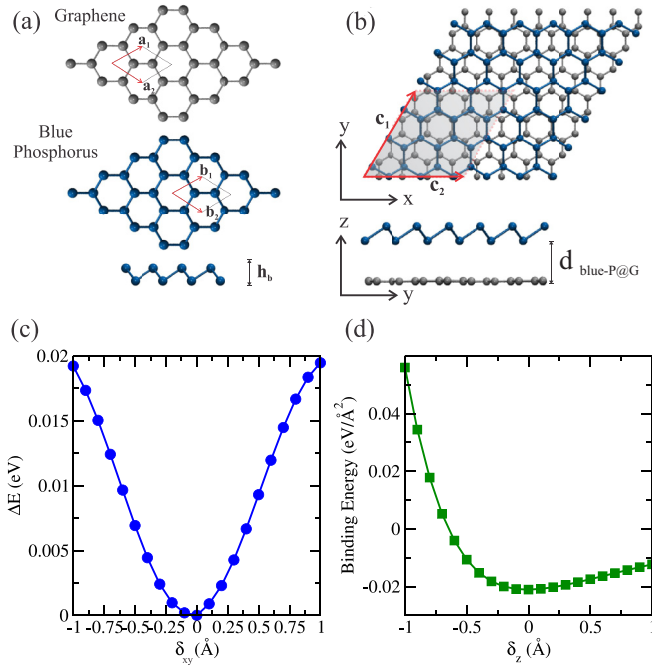 (a)
Graphene
a₁
a₂
Blue
Phosphorus
b₁
b₂
h_b
(b)
c₁
c₂
y
x
z
y
d blue-P@G
(c)
0.02
0.015
0.01
0.005
0
ΔE (eV)
-1 -0.75 -0.5 -0.25 0 0.25 0.5 0.75 1
δxy (Å)
(d)
0.04
0.02
0
-0.02
Binding Energy (eV/Å²)
-1 -0.5 0 0.5 1
δz (Å)